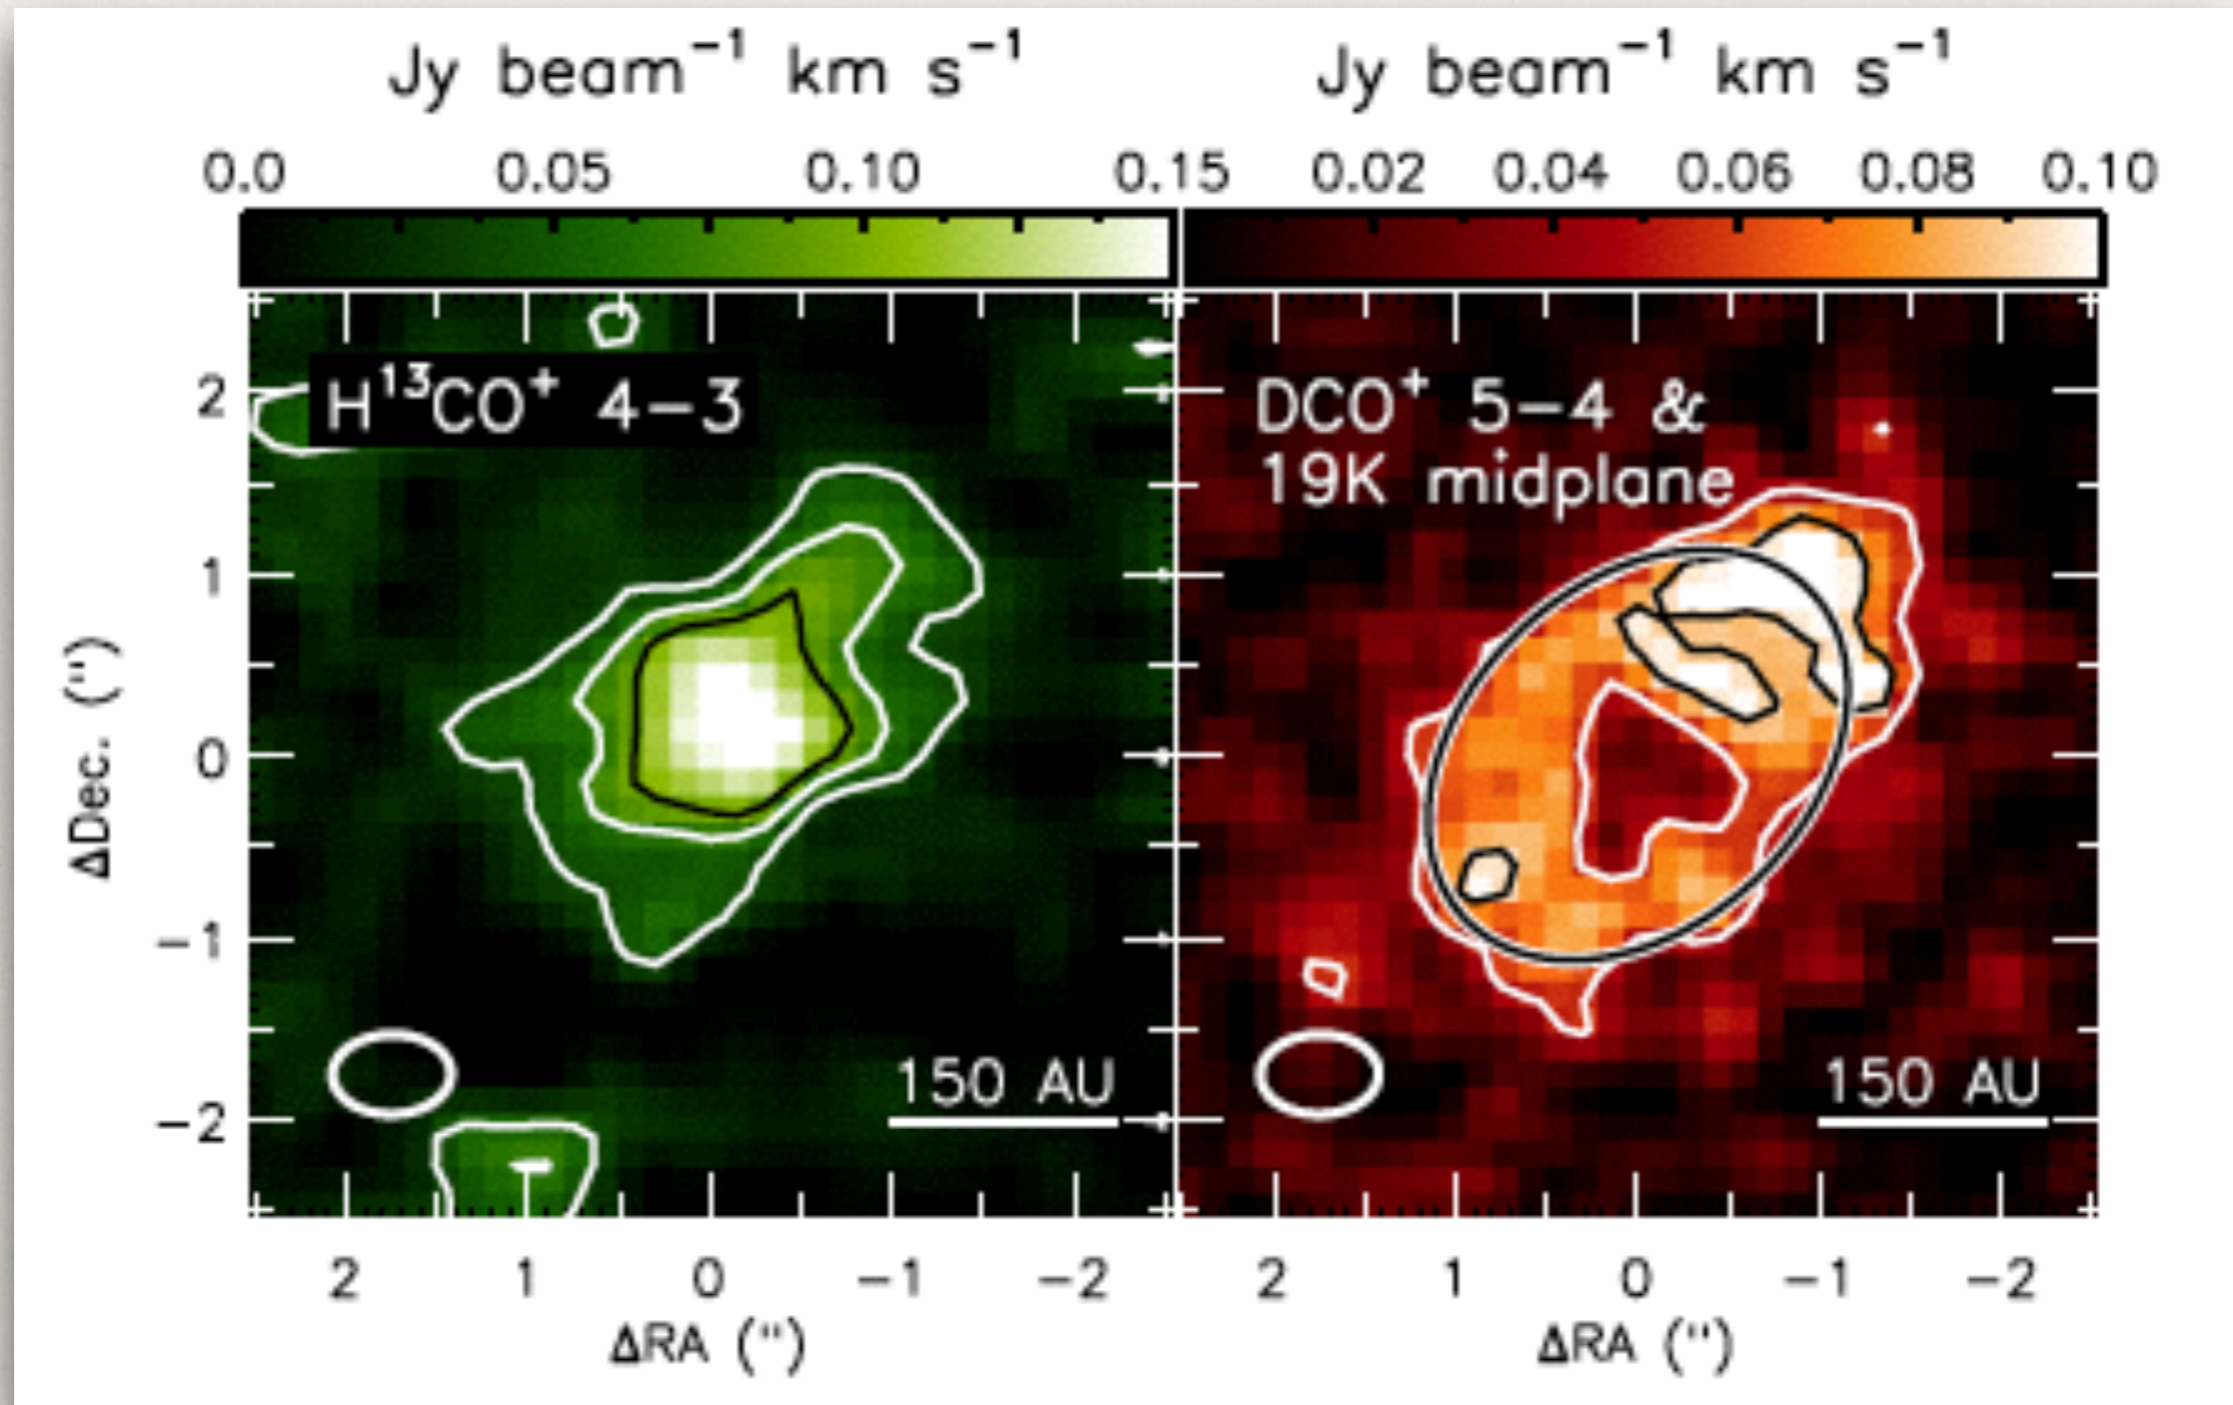 Jy beam⁻¹ km s⁻¹
Jy beam⁻¹ km s⁻¹
0.0 0.05 0.10 0.15 0.02 0.04 0.06 0.08 0.10
H¹³CO⁺ 4−3
DCO⁺ 5−4 &
19K midplane
2
1
0
−1
−2
ΔDec. (")
150 AU
150 AU
2 1 0 −1 −2
2 1 0 −1 −2
ΔRA (")
ΔRA (")